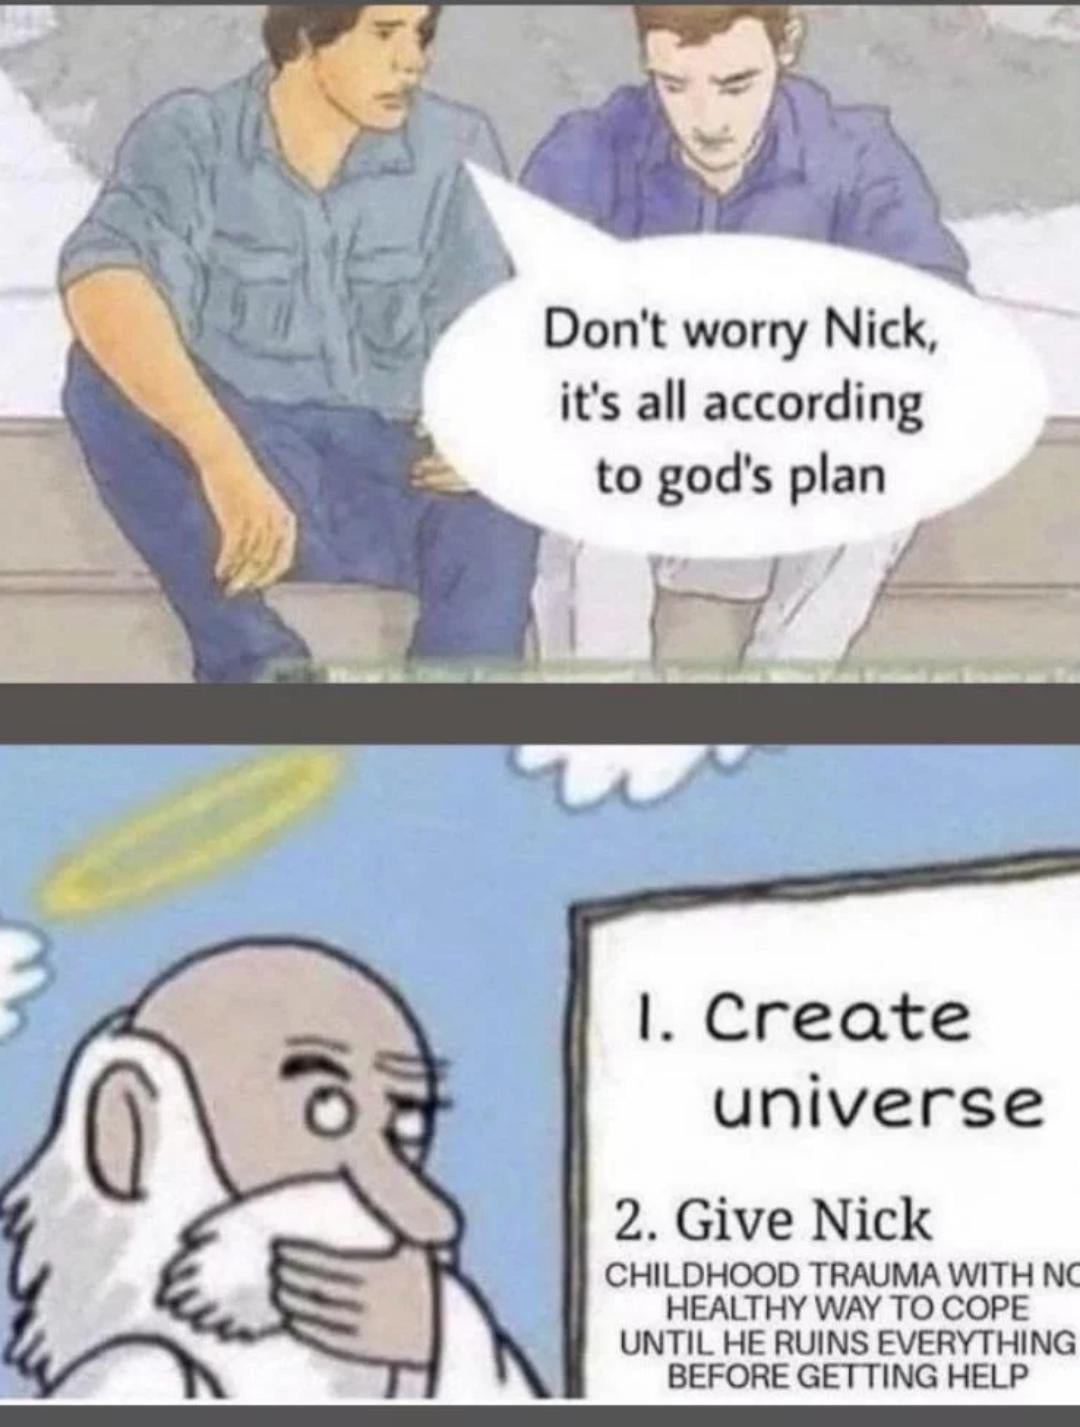 Don't worry Nick,
it's all according
to god's plan
1. Create
universe
2. Give Nick
CHILDHOOD TRAUMA WITH NO
HEALTHY WAY TO COPE
UNTIL HE RUINS EVERYTHING
BEFORE GETTING HELP